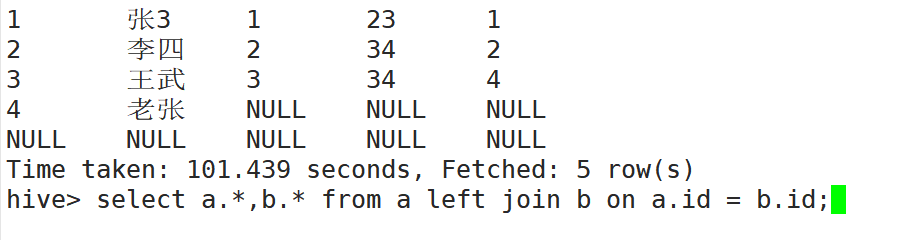 1 张3 1 23 1
2 李四 2 34 2
3 王武 3 34 4
4 老张 NULL NULL NULL
NULL NULL NULL NULL NULL
Time taken: 101.439 seconds, Fetched: 5 row(s)
hive> select a.*,b.* from a left join b on a.id = b.id;